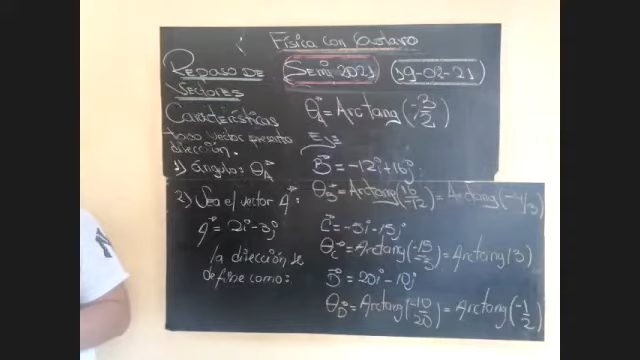 Física con Gustavo
Repaso de
Vectores
Semi-2021
19-02-21
Características
todo vector presenta
dirección.
1) ángulo: θA⃗
2) Sea el vector A⃗
A⃗ = 2i - 3j
la dirección se
define como:
θA⃗ = Arctang(-3/2)
B⃗ = -12i + 16j
θB⃗ = Arctang(16/-12) = Arctang(-4/3)
C⃗ = -5i - 15j
θC⃗ = Arctang(-15/-5) = Arctang(3)
D⃗ = 20i - 10j
θD⃗ = Arctang(-10/20) = Arctang(-1/2)